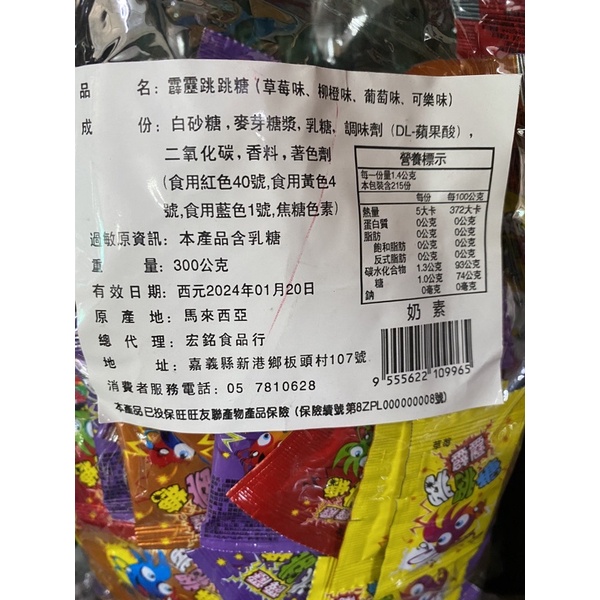 品 名: 霹靂跳跳糖 (草莓味、柳橙味、葡萄味、可樂味)
成 份: 白砂糖, 麥芽糖漿, 乳糖, 調味劑 (DL-蘋果酸),
二氧化碳, 香料, 著色劑
(食用紅色40號, 食用黃色4
號, 食用藍色1號, 焦糖色素)
過敏原資訊: 本產品含乳糖
重 量: 300公克
有效日期: 西元2024年01月20日
原產地: 馬來西亞
總代理: 宏銘食品行
地 址: 嘉義縣新港鄉板頭村107號
消費者服務電話: 05 7810628
本產品已投保旺旺友聯產物產品保險 (保險續號第8ZPL000000008號)
營養標示
每一份量1.4公克
本包裝含215份
每份 每100公克
熱量 5大卡 372大卡
蛋白質 0公克 0公克
脂肪 0公克 0公克
飽和脂肪 0公克 0公克
反式脂肪 0公克 0公克
碳水化合物 1.3公克 93公克
糖 1.0公克 74公克
鈉 0毫克 0毫克
奶素
9 555622 109965
霹靂
跳跳糖